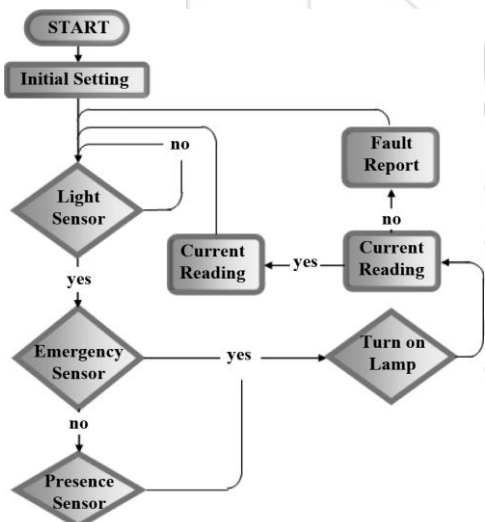 START
Initial Setting
no
Light
Sensor
Fault
Report
no
Current
Reading
yes
Current
Reading
yes
Emergency
Sensor
yes
Turn on
Lamp
no
Presence
Sensor